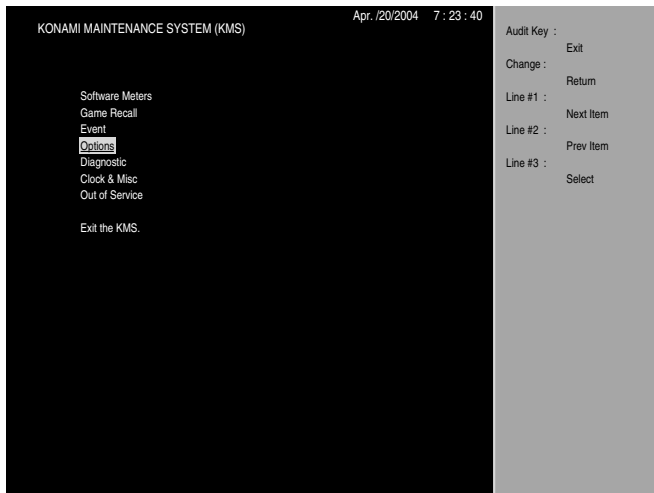 KONAMI MAINTENANCE SYSTEM (KMS)
Apr. /20/2004 7 : 23 : 40
Software Meters
Game Recall
Event
Options
Diagnostic
Clock & Misc
Out of Service
Exit the KMS.
Audit Key :
Exit
Change :
Return
Line #1 :
Next Item
Line #2 :
Prev Item
Line #3 :
Select